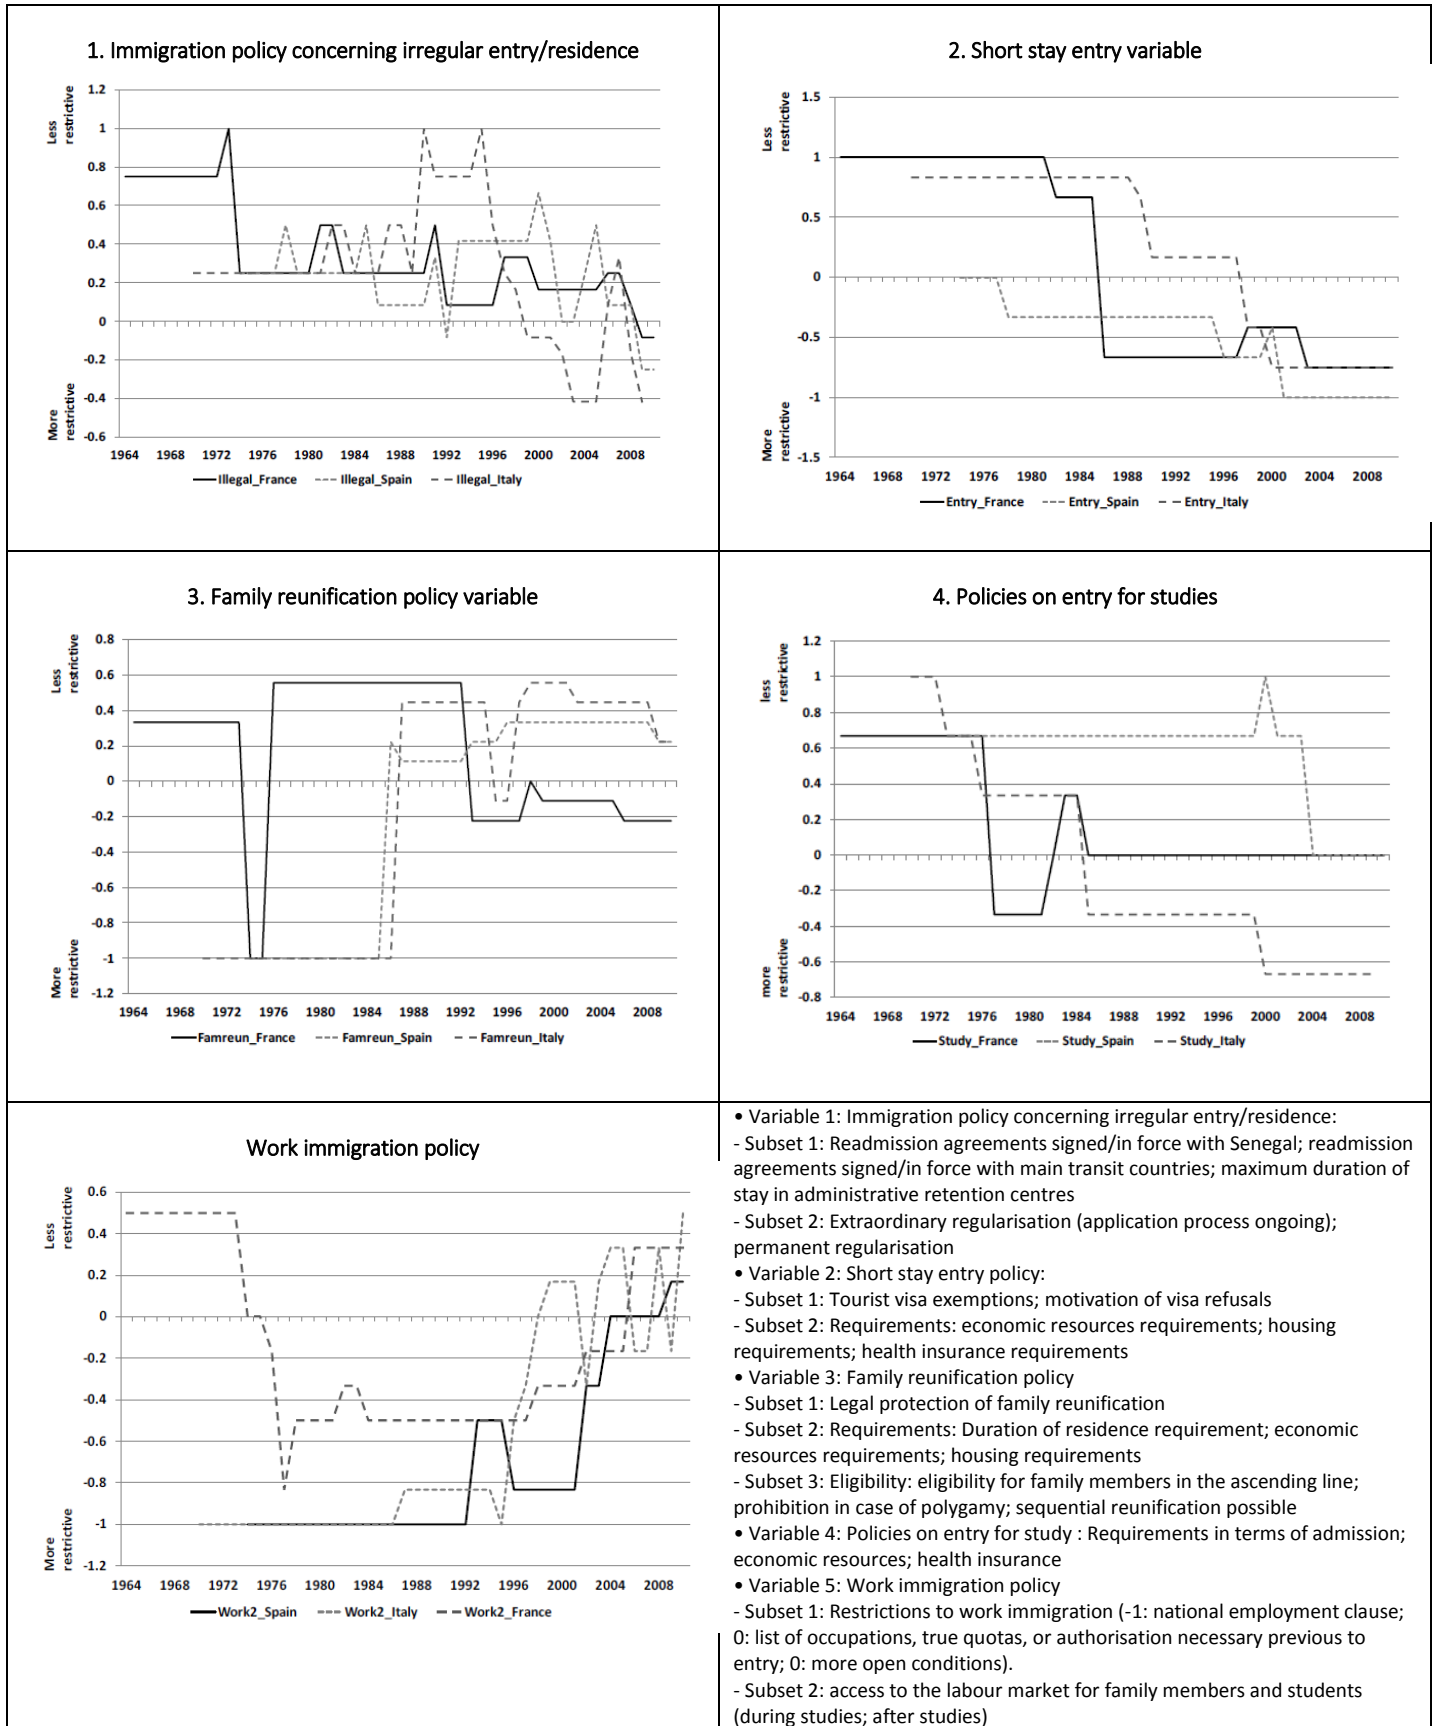 1. Immigration policy concerning irregular entry/residence
Less
restrictive
More
restrictive
1.2
1
0.8
0.6
0.4
0.2
0
-0.2
-0.4
-0.6
1964 1968 1972 1976 1980 1984 1988 1992 1996 2000 2004 2008
Illegal_France Illegal_Spain Illegal_Italy
2. Short stay entry variable
Less
restrictive
More
restrictive
1.5
1
0.5
0
-0.5
-1
-1.5
1964 1968 1972 1976 1980 1984 1988 1992 1996 2000 2004 2008
Entry_France Entry_Spain Entry_Italy
3. Family reunification policy variable
Less
restrictive
More
restrictive
0.8
0.6
0.4
0.2
0
-0.2
-0.4
-0.6
-0.8
-1
-1.2
1964 1968 1972 1976 1980 1984 1988 1992 1996 2000 2004 2008
Famreun_France Famreun_Spain Famreun_Italy
4. Policies on entry for studies
less
restrictive
more
restrictive
1.2
1
0.8
0.6
0.4
0.2
0
-0.2
-0.4
-0.6
-0.8
1964 1968 1972 1976 1980 1984 1988 1992 1996 2000 2004 2008
Study_France Study_Spain Study_Italy
Work immigration policy
Less
restrictive
More
restrictive
0.6
0.4
0.2
0
-0.2
-0.4
-0.6
-0.8
-1
-1.2
1964 1968 1972 1976 1980 1984 1988 1992 1996 2000 2004 2008
Work2_Spain Work2_Italy Work2_France
• Variable 1: Immigration policy concerning irregular entry/residence:
- Subset 1: Readmission agreements signed/in force with Senegal; readmission
agreements signed/in force with main transit countries; maximum duration of
stay in administrative retention centres
- Subset 2: Extraordinary regularisation (application process ongoing);
permanent regularisation
• Variable 2: Short stay entry policy:
- Subset 1: Tourist visa exemptions; motivation of visa refusals
- Subset 2: Requirements: economic resources requirements; housing
requirements; health insurance requirements
• Variable 3: Family reunification policy
- Subset 1: Legal protection of family reunification
- Subset 2: Requirements: Duration of residence requirement; economic
resources requirements; housing requirements
- Subset 3: Eligibility: eligibility for family members in the ascending line;
prohibition in case of polygamy; sequential reunification possible
• Variable 4: Policies on entry for study : Requirements in terms of admission;
economic resources; health insurance
• Variable 5: Work immigration policy
- Subset 1: Restrictions to work immigration (-1: national employment clause;
0: list of occupations, true quotas, or authorisation necessary previous to
entry; 0: more open conditions).
- Subset 2: access to the labour market for family members and students
(during studies; after studies)